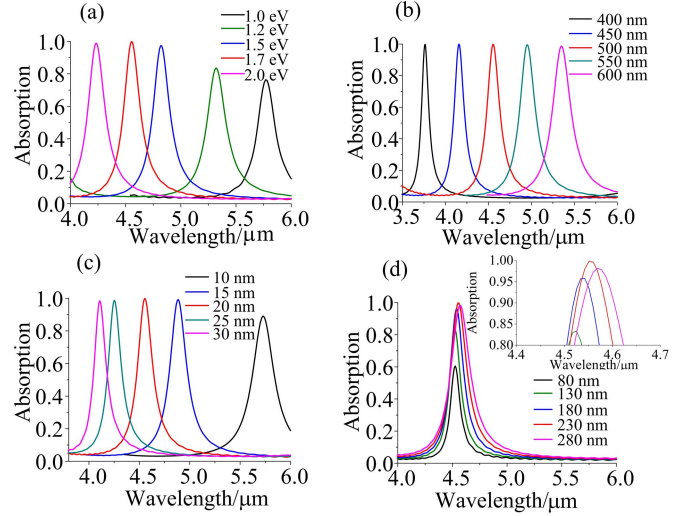 (a)
1.0 eV
1.2 eV
1.5 eV
1.7 eV
2.0 eV
Absorption
1.0
0.8
0.6
0.4
0.2
0.0
4.0 4.5 5.0 5.5 6.0
Wavelength/μm
(b)
400 nm
450 nm
500 nm
550 nm
600 nm
Absorption
1.0
0.8
0.6
0.4
0.2
0.0
3.5 4.0 4.5 5.0 5.5 6.0
Wavelength/μm
(c)
10 nm
15 nm
20 nm
25 nm
30 nm
Absorption
1.0
0.8
0.6
0.4
0.2
0.0
4.0 4.5 5.0 5.5 6.0
Wavelength/μm
(d)
Absorption
1.00
0.95
0.90
0.85
0.80
4.4 4.5 4.6 4.7
Wavelength/μm
80 nm
130 nm
180 nm
230 nm
280 nm
Absorption
1.0
0.8
0.6
0.4
0.2
0.0
4.0 4.5 5.0 5.5 6.0
Wavelength/μm